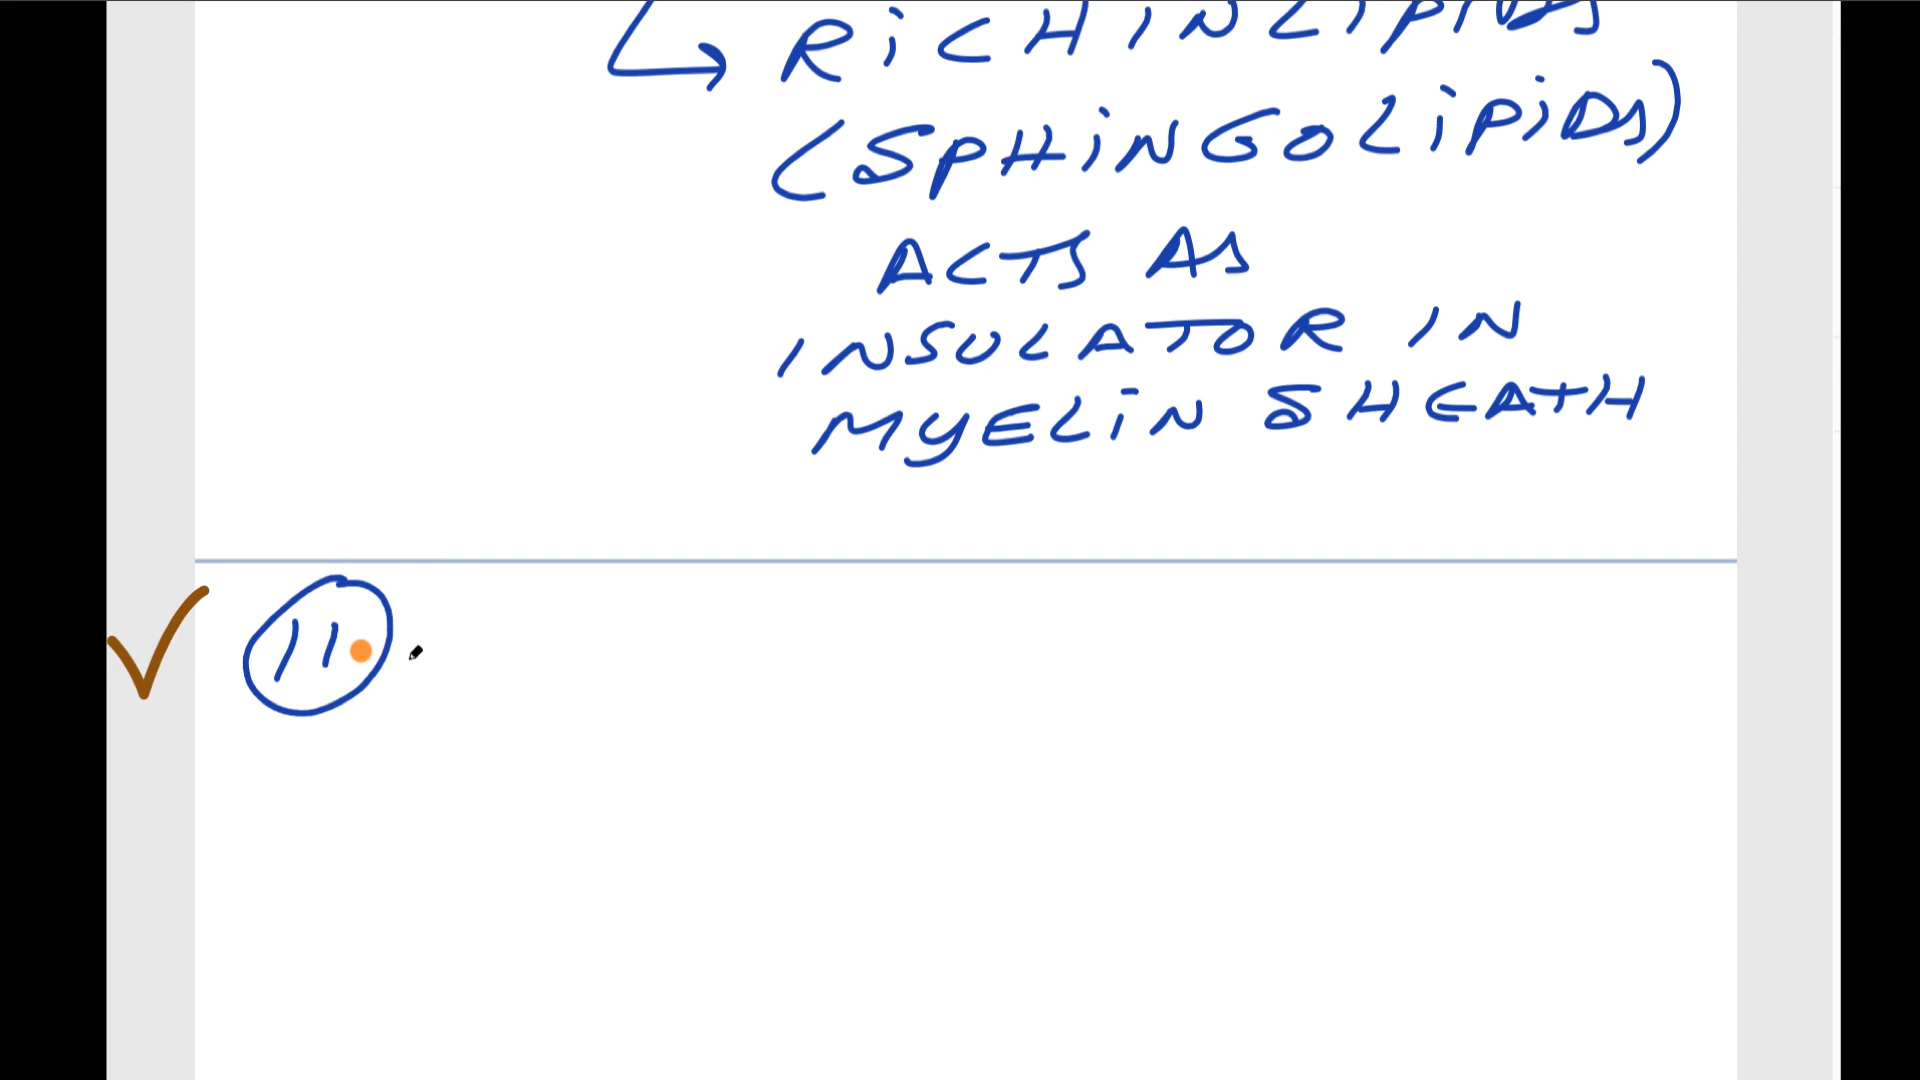 RiCH IN LiPiDS
(SPHiNGOLiPiDS)
ACTS AS
INSULATOR IN
MYELiN SHEATH
11